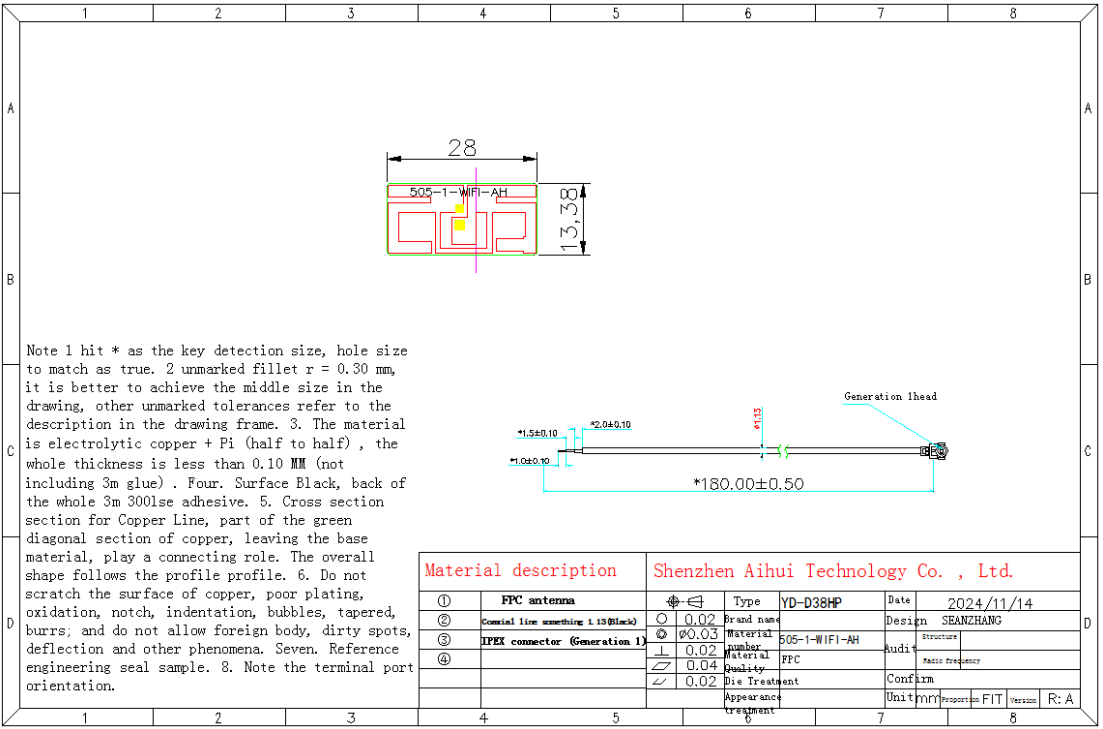 1 2 3 4 5 6 7 8
A A
B B
C C
D D
28
505-1-WIFI-AH
13,38
Note 1 hit * as the key detection size, hole size
to match as true. 2 unmarked fillet r = 0.30 mm,
it is better to achieve the middle size in the
drawing, other unmarked tolerances refer to the
description in the drawing frame. 3. The material
is electrolytic copper + Pi (half to half) , the
whole thickness is less than 0.10 MM (not
including 3m glue) . Four. Surface Black, back of
the whole 3m 300lse adhesive. 5. Cross section
section for Copper Line, part of the green
diagonal section of copper, leaving the base
material, play a connecting role. The overall
shape follows the profile profile. 6. Do not
scratch the surface of copper, poor plating,
oxidation, notch, indentation, bubbles, tapered,
burrs; and do not allow foreign body, dirty spots,
deflection and other phenomena. Seven. Reference
engineering seal sample. 8. Note the terminal port
orientation.
Generation 1head
ø1.13
*1.5±0.10
*2.0±0.10
*1.0±0.10
*180.00±0.50
Material description
① FPC antenna
② Coaxial line something 1.13(Black)
③ IPEX connector (Generation 1)
④
Shenzhen Aihui Technology Co. , Ltd.
Type YD-D38HP Date 2024/11/14
0.02 Brand name Design SEANZHANG
ø0.03 Material number 505-1-WIFI-AH Audit Structure
0.02 Material Quality FPC Radio frequency
0.04
0.02 Die Treatment Confirm
Appearance treatment Unit mm Proportion FIT Version R: A
1 2 3 4 5 6 7 8